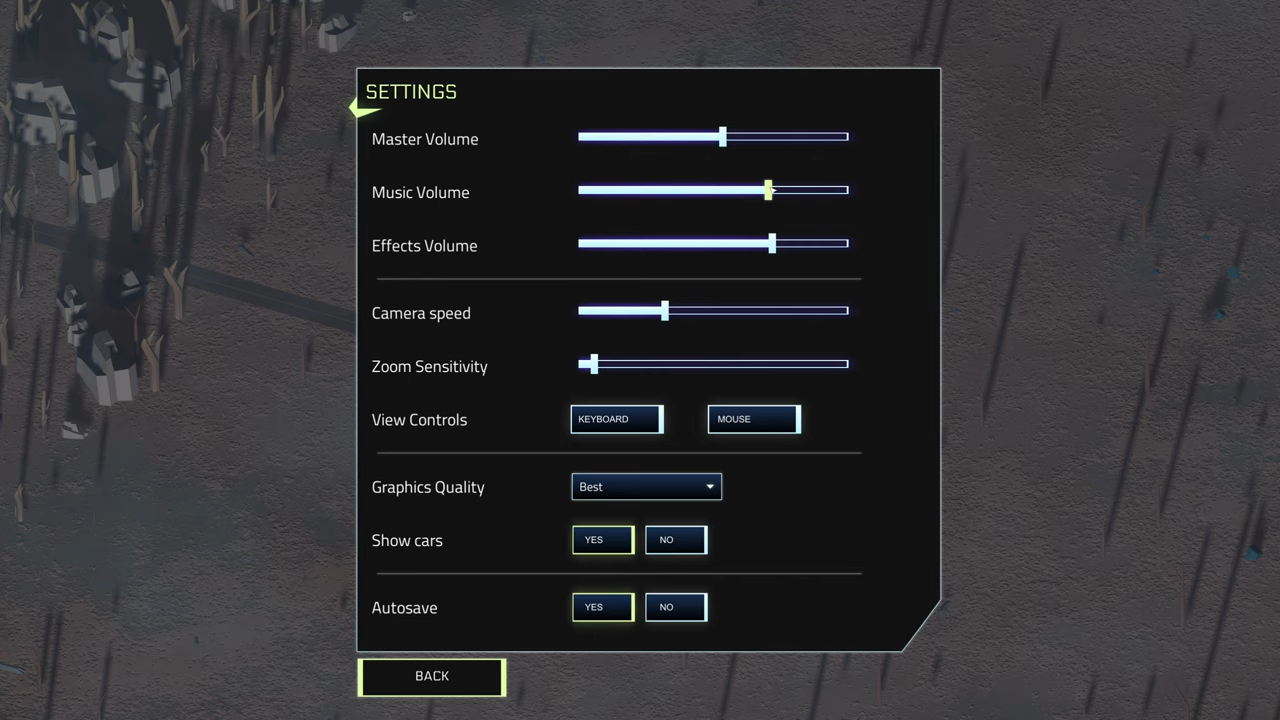 SETTINGS
Master Volume
Music Volume
Effects Volume
Camera speed
Zoom Sensitivity
View Controls KEYBOARD MOUSE
Graphics Quality Best
Show cars YES NO
Autosave YES NO
BACK